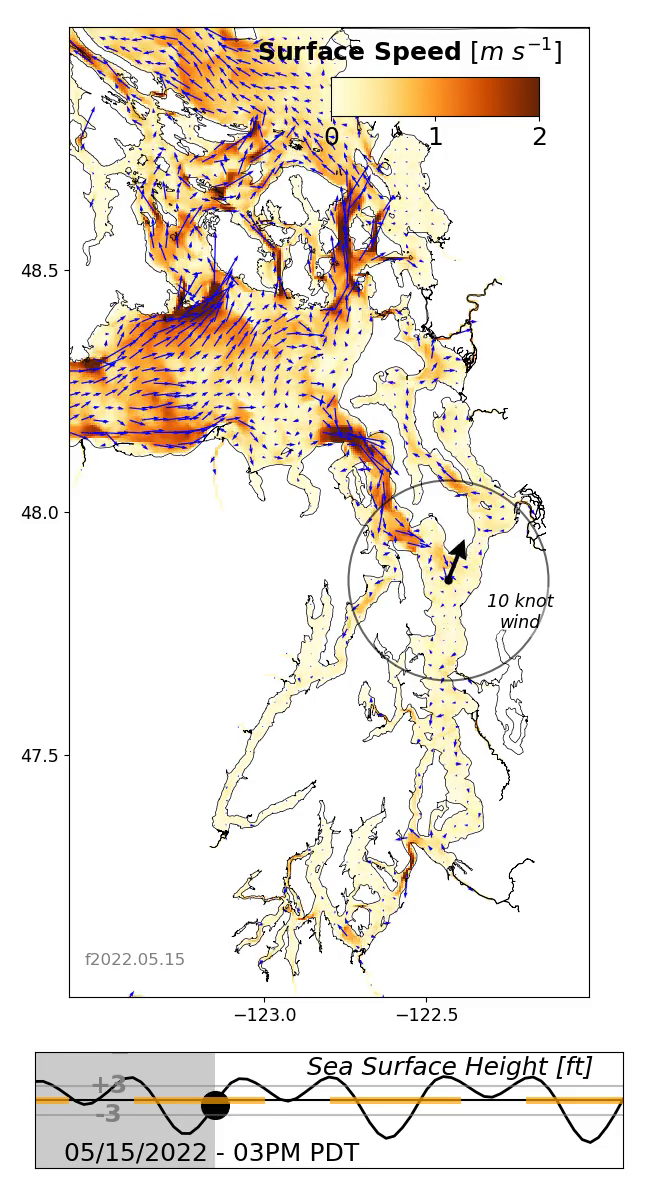 Surface Speed [m s⁻¹]
0 1 2
48.5
48.0
10 knot
wind
47.5
f2022.05.15
−123.0 −122.5
Sea Surface Height [ft]
+3
-3
05/15/2022 - 03PM PDT